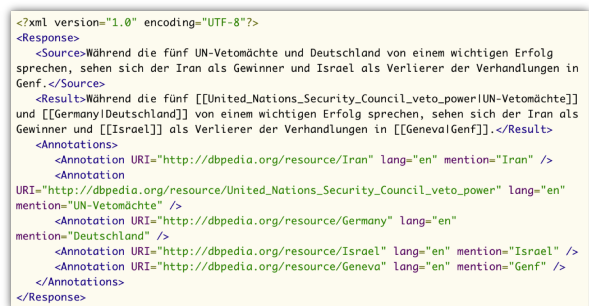 <?xml version="1.0" encoding="UTF-8"?>
<Response>
<Source>Während die fünf UN-Vetomächte und Deutschland von einem wichtigen Erfolg
sprechen, sehen sich der Iran als Gewinner und Israel als Verlierer der Verhandlungen in
Genf.</Source>
<Result>Während die fünf [[United_Nations_Security_Council_veto_power|UN-Vetomächte]]
und [[Germany|Deutschland]] von einem wichtigen Erfolg sprechen, sehen sich der Iran als
Gewinner und [[Israel]] als Verlierer der Verhandlungen in [[Geneva|Genf]].</Result>
<Annotations>
<Annotation URI="http://dbpedia.org/resource/Iran" lang="en" mention="Iran" />
<Annotation
URI="http://dbpedia.org/resource/United_Nations_Security_Council_veto_power" lang="en"
mention="UN-Vetomächte" />
<Annotation URI="http://dbpedia.org/resource/Germany" lang="en"
mention="Deutschland" />
<Annotation URI="http://dbpedia.org/resource/Israel" lang="en" mention="Israel" />
<Annotation URI="http://dbpedia.org/resource/Geneva" lang="en" mention="Genf" />
</Annotations>
</Response>